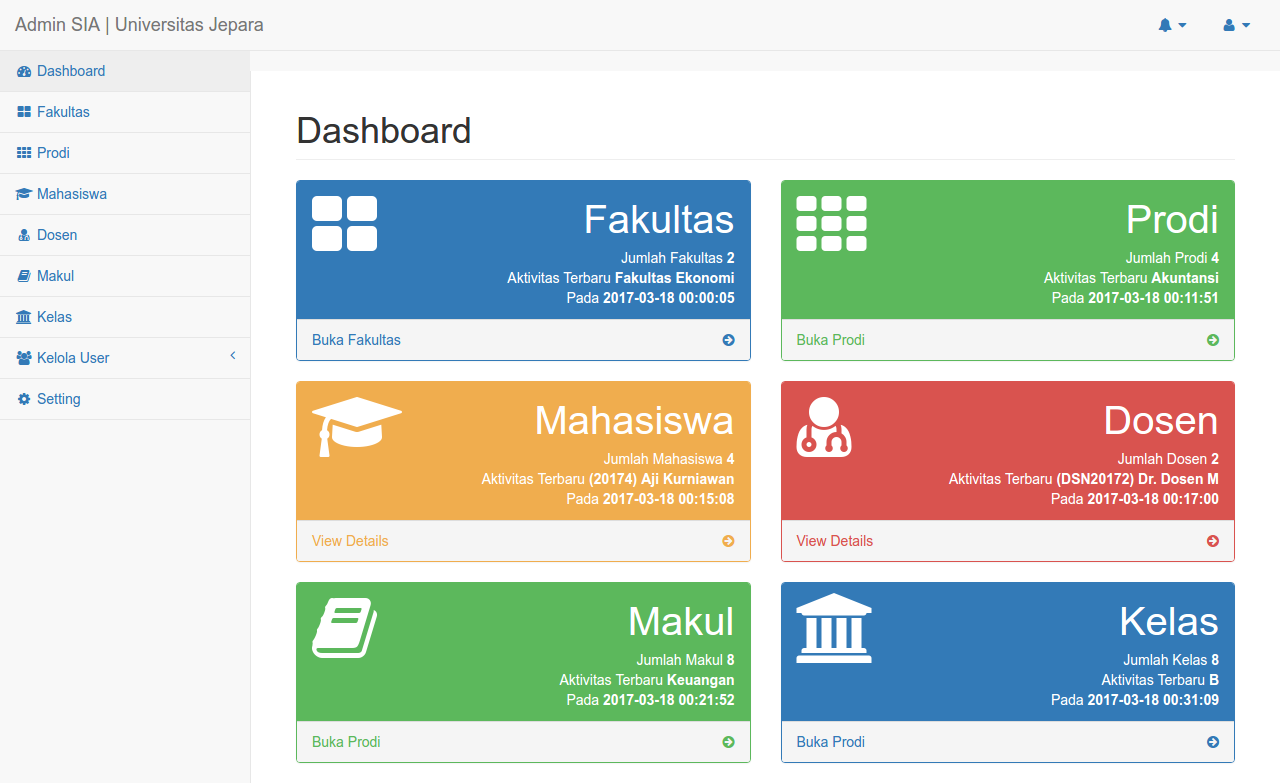 Admin SIA | Universitas Jepara
Dashboard
Fakultas
Prodi
Mahasiswa
Dosen
Makul
Kelas
Kelola User
Setting
Dashboard
Fakultas
Jumlah Fakultas 2
Aktivitas Terbaru Fakultas Ekonomi
Pada 2017-03-18 00:00:05
Buka Fakultas
Prodi
Jumlah Prodi 4
Aktivitas Terbaru Akuntansi
Pada 2017-03-18 00:11:51
Buka Prodi
Mahasiswa
Jumlah Mahasiswa 4
Aktivitas Terbaru (20174) Aji Kurniawan
Pada 2017-03-18 00:15:08
View Details
Dosen
Jumlah Dosen 2
Aktivitas Terbaru (DSN20172) Dr. Dosen M
Pada 2017-03-18 00:17:00
View Details
Makul
Jumlah Makul 8
Aktivitas Terbaru Keuangan
Pada 2017-03-18 00:21:52
Buka Prodi
Kelas
Jumlah Kelas 8
Aktivitas Terbaru B
Pada 2017-03-18 00:31:09
Buka Prodi